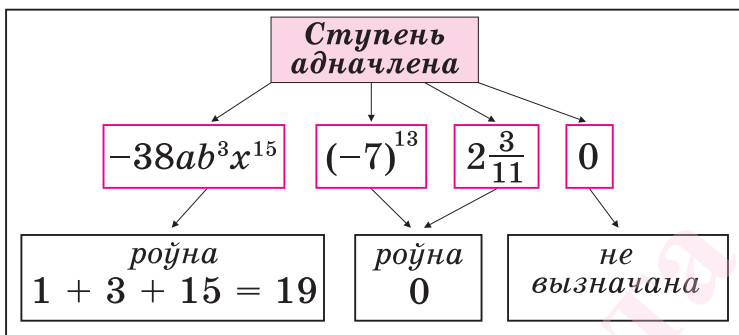 Ступень
адначлена
−38ab³x¹⁵
(−7)¹³
2 3/11
0
роўна
1 + 3 + 15 = 19
роўна
0
не
вызначана